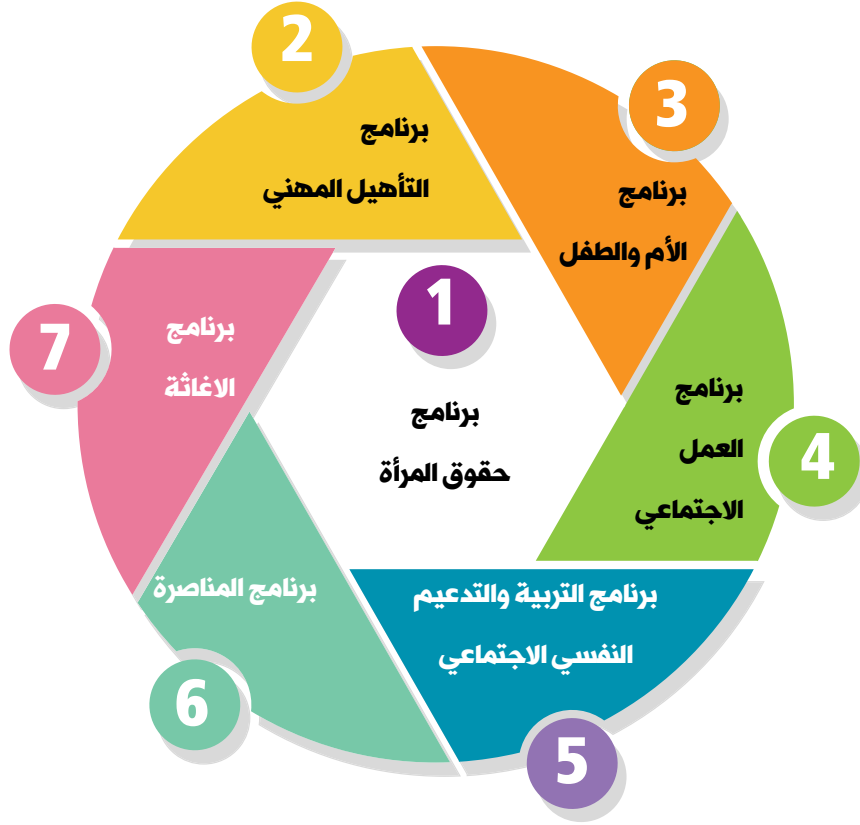 1
برنامج
حقوق المرأة
2
برنامج
التأهيل المهني
3
برنامج
الأم والطفل
4
برنامج
العمل
الاجتماعي
5
برنامج التربية والتدعيم
النفسي الاجتماعي
6
برنامج المناصرة
7
برنامج
الاغاثة